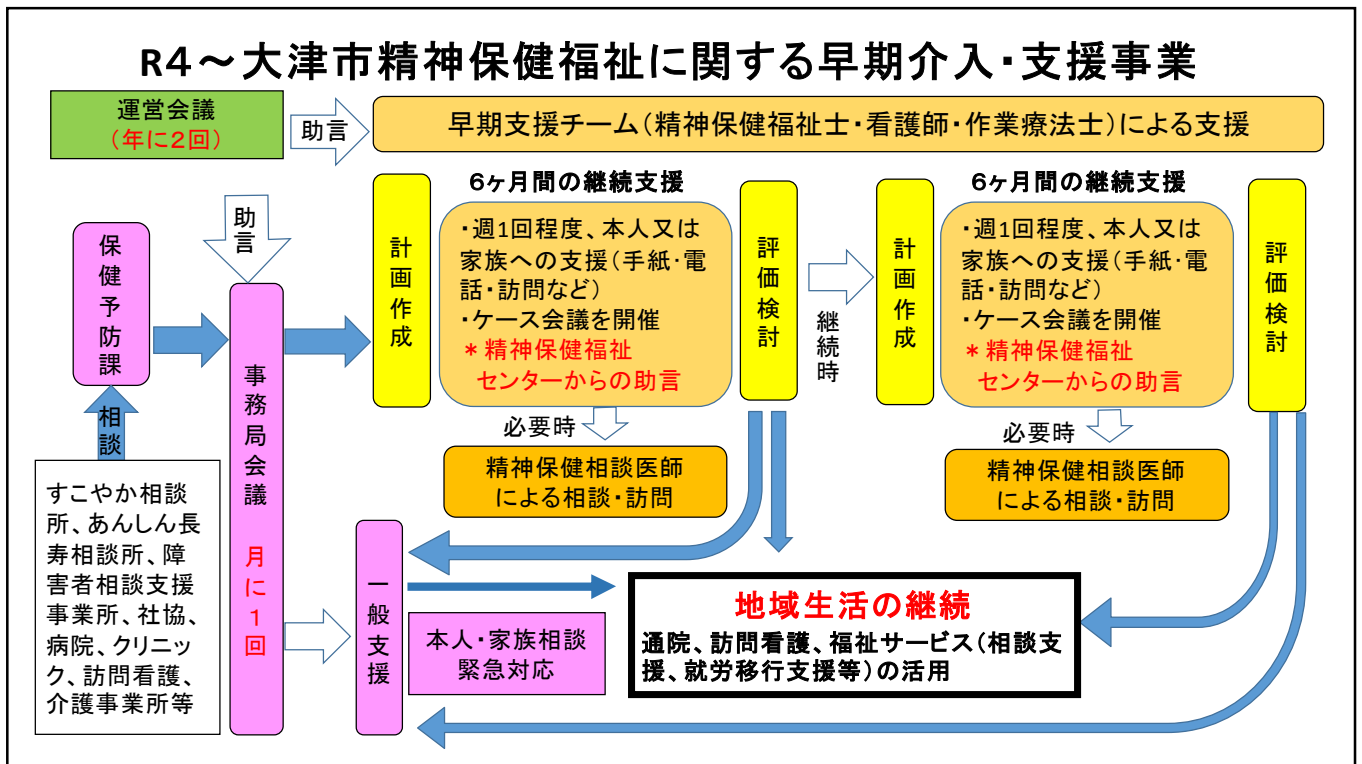 R4～大津市精神保健福祉に関する早期介入・支援事業
運営会議
（年に2回）
助言
早期支援チーム（精神保健福祉士・看護師・作業療法士）による支援
助言
保健予防課
相談
すこやか相談
所、あんしん長
寿相談所、障
害者相談支援
事業所、社協、
病院、クリニッ
ク、訪問看護、
介護事業所等
事務局会議　月に1回
計画作成
6ヶ月間の継続支援
・週1回程度、本人又は
家族への支援（手紙・電
話・訪問など）
・ケース会議を開催
＊精神保健福祉
センターからの助言
必要時
精神保健相談医師
による相談・訪問
評価検討
継続時
計画作成
6ヶ月間の継続支援
・週1回程度、本人又は
家族への支援（手紙・電
話・訪問など）
・ケース会議を開催
＊精神保健福祉
センターからの助言
必要時
精神保健相談医師
による相談・訪問
評価検討
一般支援
本人・家族相談
緊急対応
地域生活の継続
通院、訪問看護、福祉サービス（相談支
援、就労移行支援等）の活用